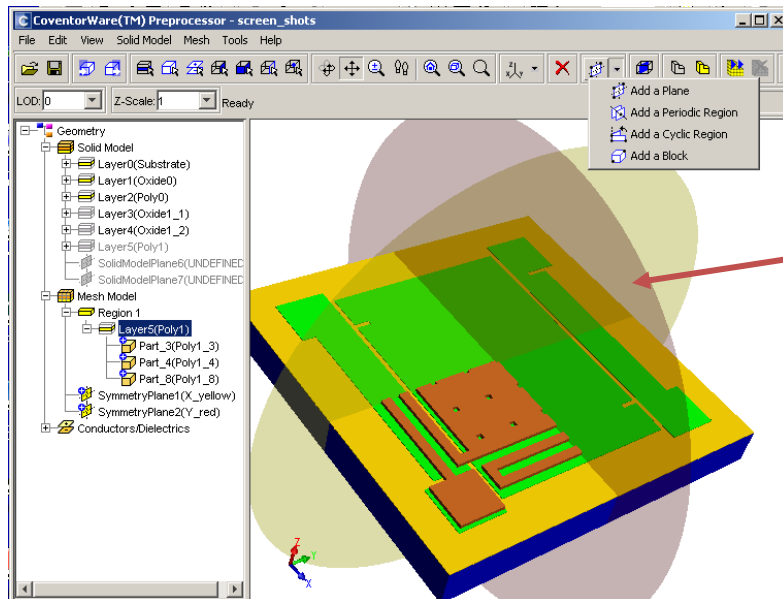 CoventorWare(TM) Preprocessor - screen_shots
File Edit View Solid Model Mesh Tools Help
LOD: 0 Z-Scale: 1 Ready
Add a Plane
Add a Periodic Region
Add a Cyclic Region
Add a Block
Geometry
Solid Model
Layer0(Substrate)
Layer1(Oxide0)
Layer2(Poly0)
Layer3(Oxide1_1)
Layer4(Oxide1_2)
Layer5(Poly1)
SolidModelPlane6(UNDEFINED
SolidModelPlane7(UNDEFINED
Mesh Model
Region 1
Layer5(Poly1)
Part_3(Poly1_3)
Part_4(Poly1_4)
Part_8(Poly1_8)
SymmetryPlane1(X_yellow)
SymmetryPlane2(Y_red)
Conductors/Dielectrics
Z
Y
X